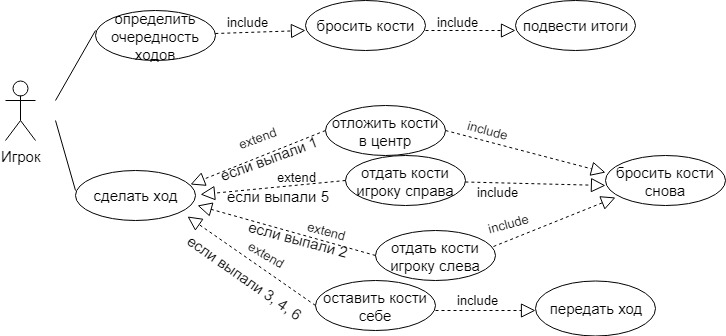 определить
очередность
ходов
include
бросить кости
include
подвести итоги
Игрок
extend
если выпали 1
отложить кости
в центр
include
сделать ход
extend
если выпали 5
отдать кости
игроку справа
include
бросить кости
снова
extend
если выпали 2
отдать кости
игроку слева
include
extend
если выпали 3, 4, 6
оставить кости
себе
include
передать ход